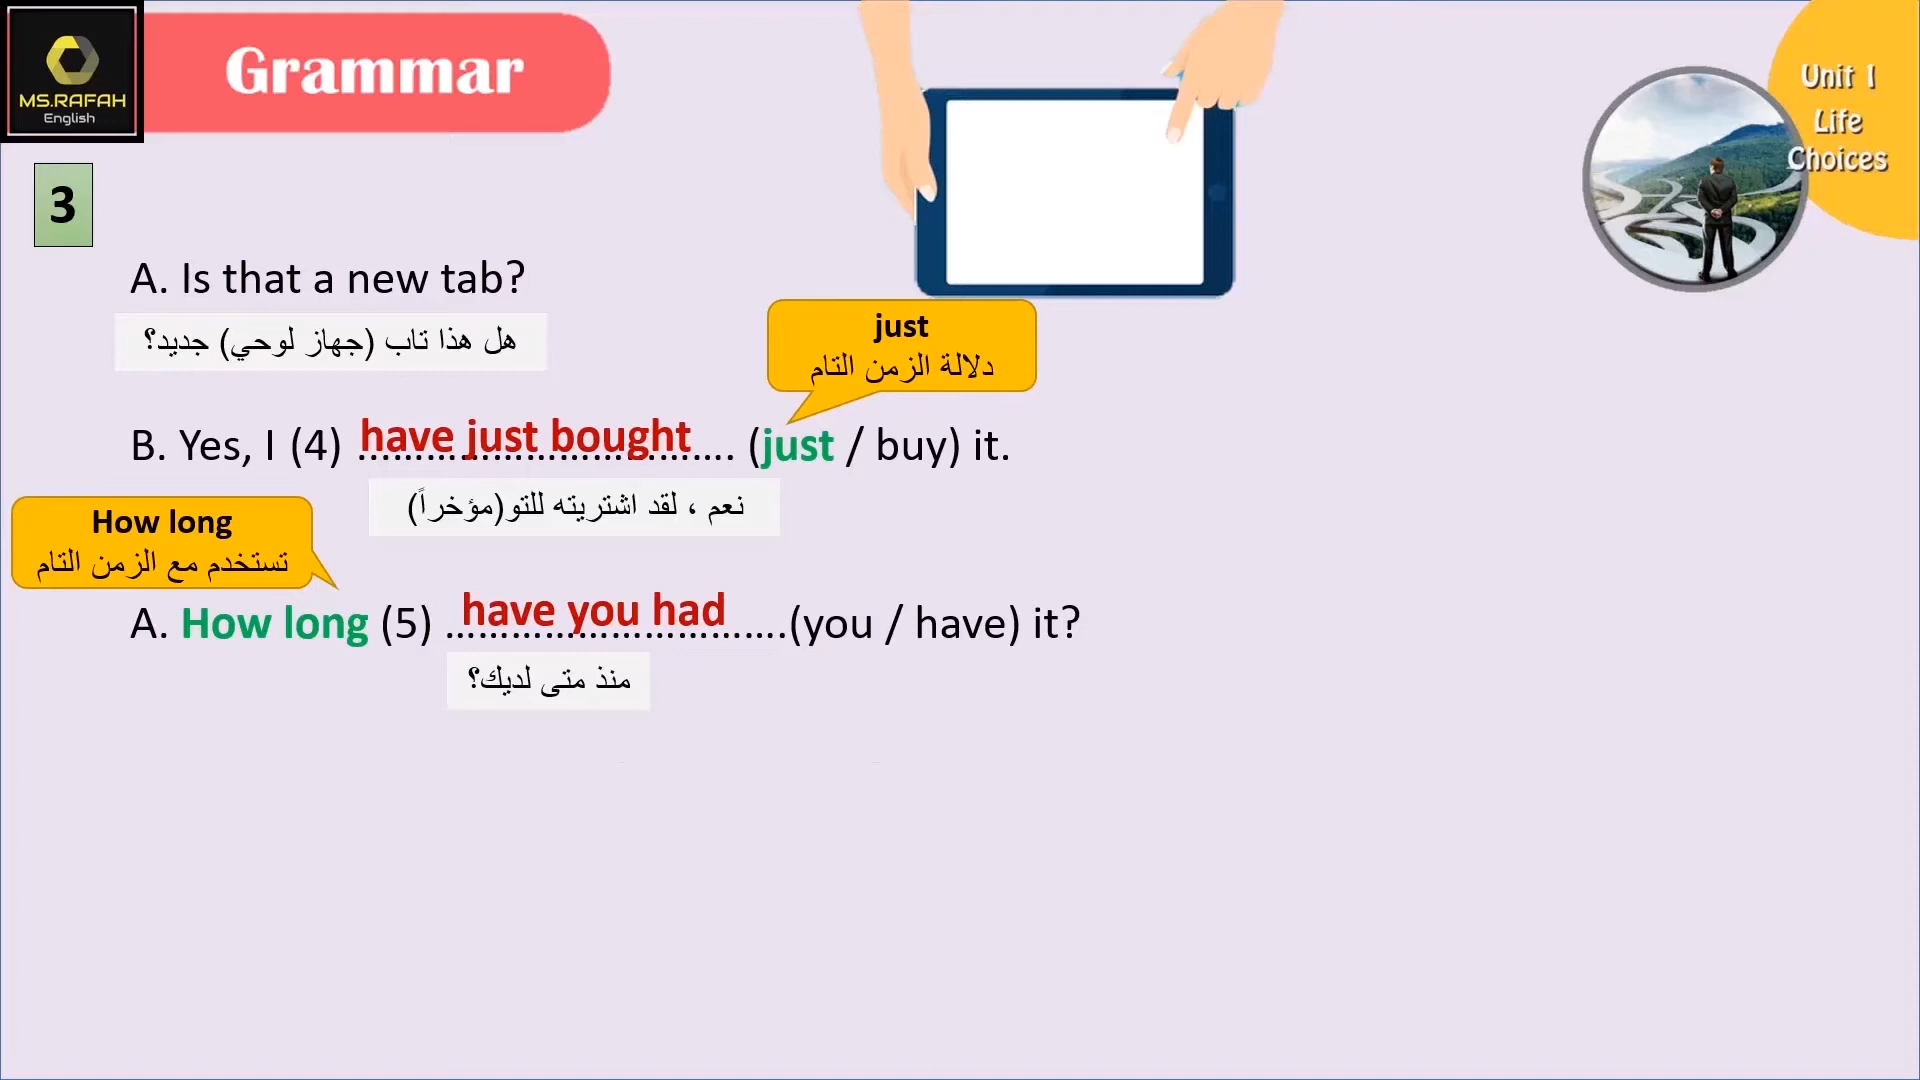 MS.RAFAH
English
Grammar
Unit 1
Life
Choices
3
A. Is that a new tab?
هل هذا تاب (جهاز لوحي) جديد؟
just
دلالة الزمن التام
B. Yes, I (4) have just bought ................................. (just / buy) it.
نعم ، لقد اشتريته للتو(مؤخراً)
How long
تستخدم مع الزمن التام
A. How long (5) have you had ...............................(you / have) it?
منذ متى لديك؟